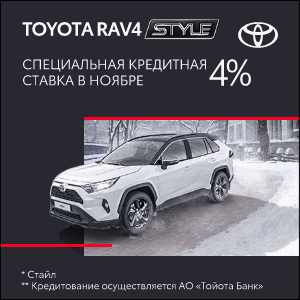 TOYOTA RAV4 STYLE
СПЕЦИАЛЬНАЯ КРЕДИТНАЯ
СТАВКА В НОЯБРЕ 4%
* Стайл
** Кредитование осуществляется АО «Тойота Банк»